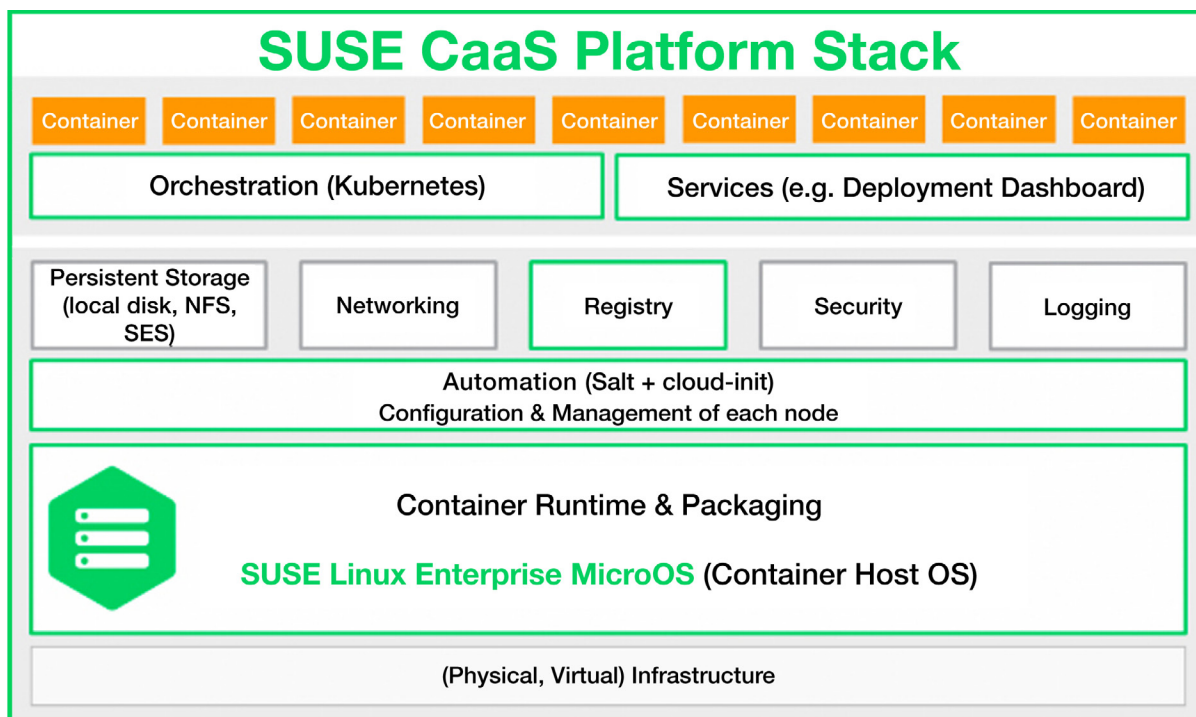 SUSE CaaS Platform Stack
Container Container Container Container Container Container Container Container Container
Orchestration (Kubernetes)
Services (e.g. Deployment Dashboard)
Persistent Storage
(local disk, NFS,
SES)
Networking
Registry
Security
Logging
Automation (Salt + cloud-init)
Configuration & Management of each node
Container Runtime & Packaging
SUSE Linux Enterprise MicroOS (Container Host OS)
(Physical, Virtual) Infrastructure